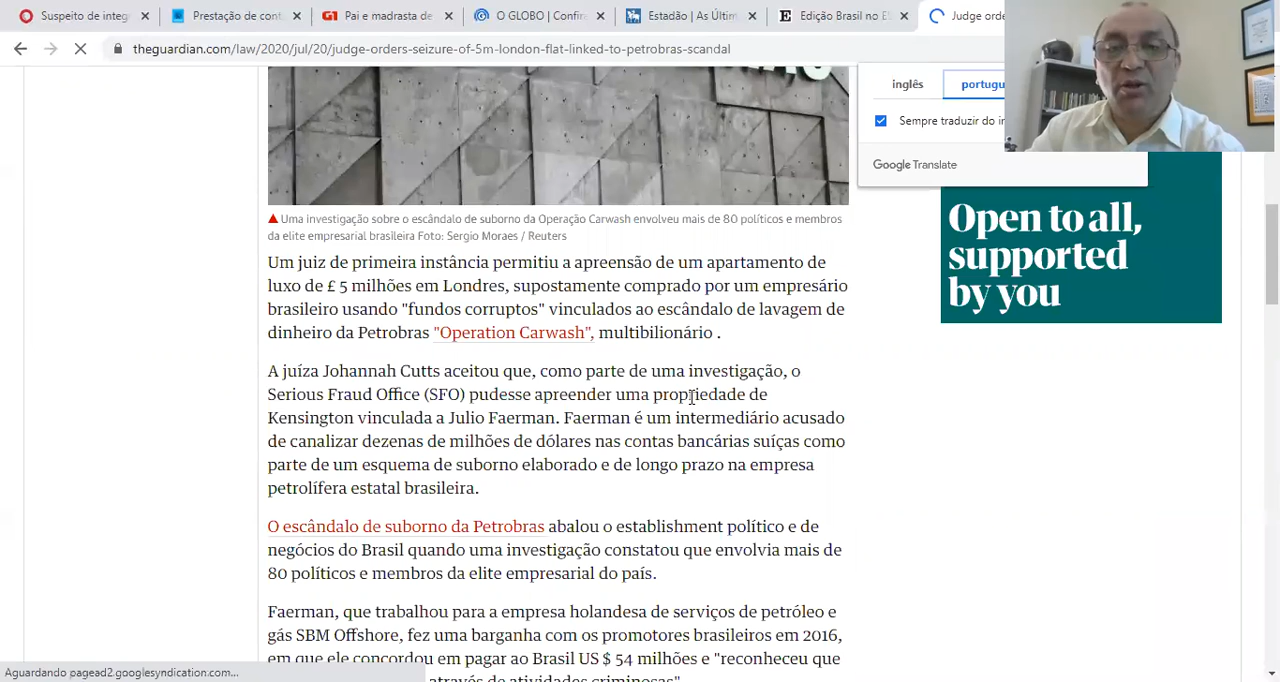 Suspeito de integ
Prestação de cont
Pai e madrasta de
O GLOBO | Confire
Estadão | As Últim
Edição Brasil no E
Judge orde
theguardian.com/law/2020/jul/20/judge-orders-seizure-of-5m-london-flat-linked-to-petrobras-scandal
inglês
portugu
Sempre traduzir do in
Google Translate
Uma investigação sobre o escândalo de suborno da Operação Carwash envolveu mais de 80 políticos e membros
da elite empresarial brasileira Foto: Sergio Moraes / Reuters
Um juiz de primeira instância permitiu a apreensão de um apartamento de
luxo de £ 5 milhões em Londres, supostamente comprado por um empresário
brasileiro usando "fundos corruptos" vinculados ao escândalo de lavagem de
dinheiro da Petrobras "Operation Carwash", multibilionário .
A juíza Johannah Cutts aceitou que, como parte de uma investigação, o
Serious Fraud Office (SFO) pudesse apreender uma propriedade de
Kensington vinculada a Julio Faerman. Faerman é um intermediário acusado
de canalizar dezenas de milhões de dólares nas contas bancárias suíças como
parte de um esquema de suborno elaborado e de longo prazo na empresa
petrolífera estatal brasileira.
O escândalo de suborno da Petrobras abalou o establishment político e de
negócios do Brasil quando uma investigação constatou que envolvia mais de
80 políticos e membros da elite empresarial do país.
Faerman, que trabalhou para a empresa holandesa de serviços de petróleo e
gás SBM Offshore, fez uma barganha com os promotores brasileiros em 2016,
em que ele concordou em pagar ao Brasil US $ 54 milhões e "reconheceu que
através de atividades criminosas".
Open to all,
supported
by you
Aguardando pagead2.googlesyndication.com...